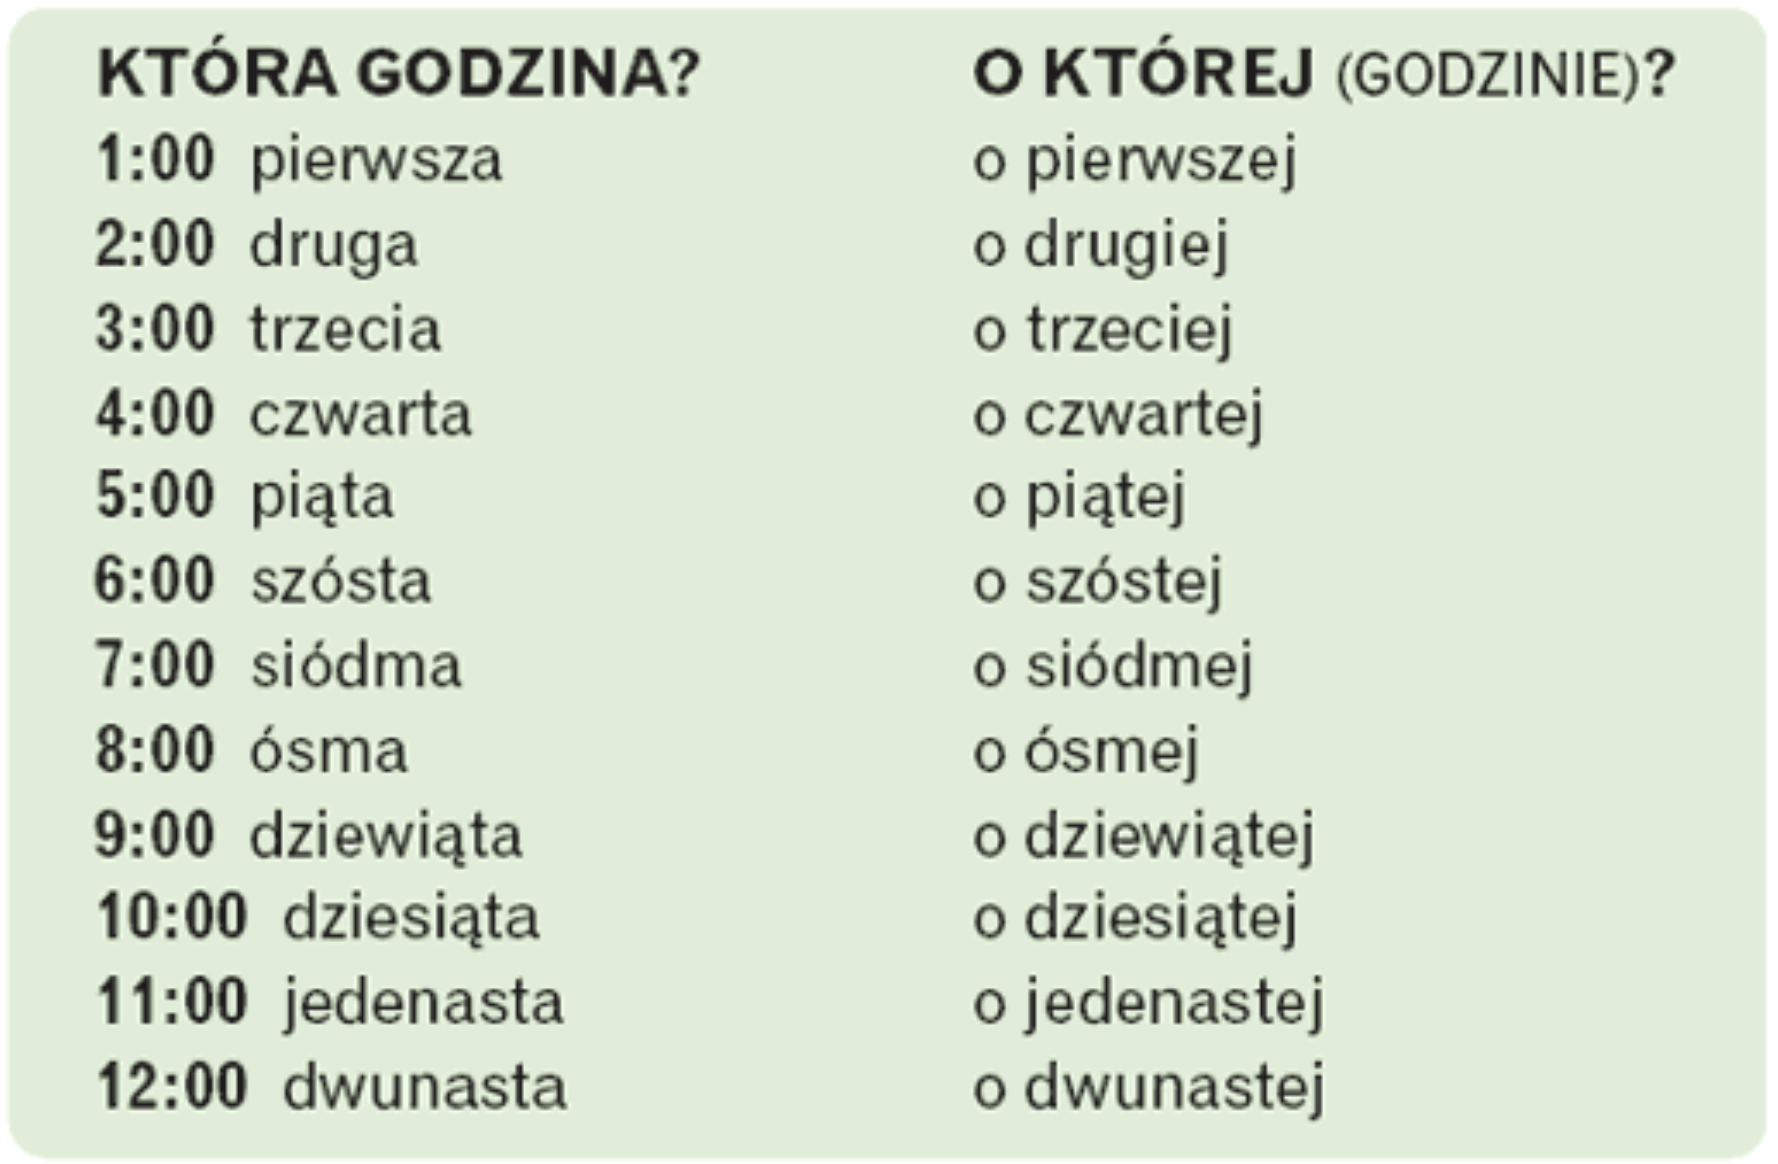 KTÓRA GODZINA? O KTÓREJ (GODZINIE)?
1:00 pierwsza o pierwszej
2:00 druga o drugiej
3:00 trzecia o trzeciej
4:00 czwarta o czwartej
5:00 piąta o piątej
6:00 szósta o szóstej
7:00 siódma o siódmej
8:00 ósma o ósmej
9:00 dziewiąta o dziewiątej
10:00 dziesiąta o dziesiątej
11:00 jedenasta o jedenastej
12:00 dwunasta o dwunastej